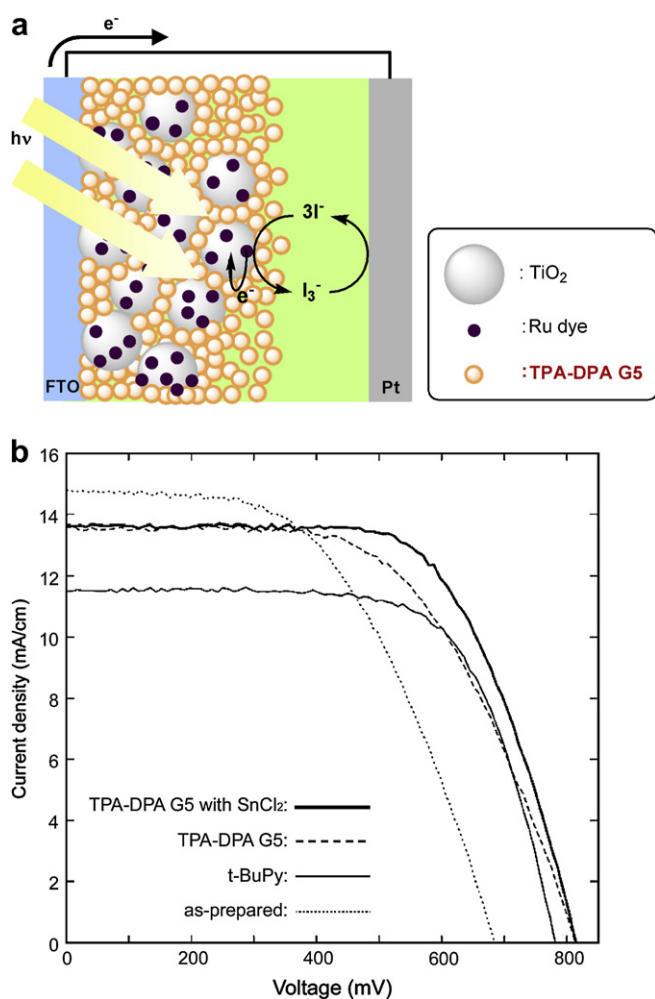 a
e⁻
hν
3I⁻
I₃⁻
e⁻
FTO
Pt
: TiO₂
:Ru dye
:TPA-DPA G5
b
16
14
12
10
8
6
4
2
0
Current density (mA/cm)
TPA-DPA G5 with SnCl₂:
TPA-DPA G5:
t-BuPy:
as-prepared:
0 200 400 600 800
Voltage (mV)